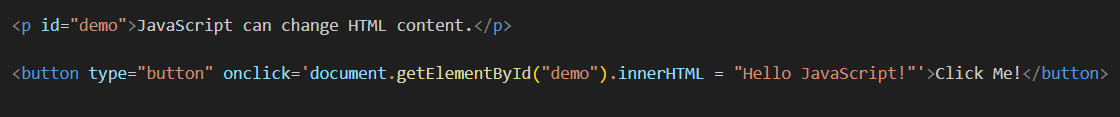 <p id="demo">JavaScript can change HTML content.</p>
<button type="button" onclick='document.getElementById("demo").innerHTML = "Hello JavaScript!"'>Click Me!</button>